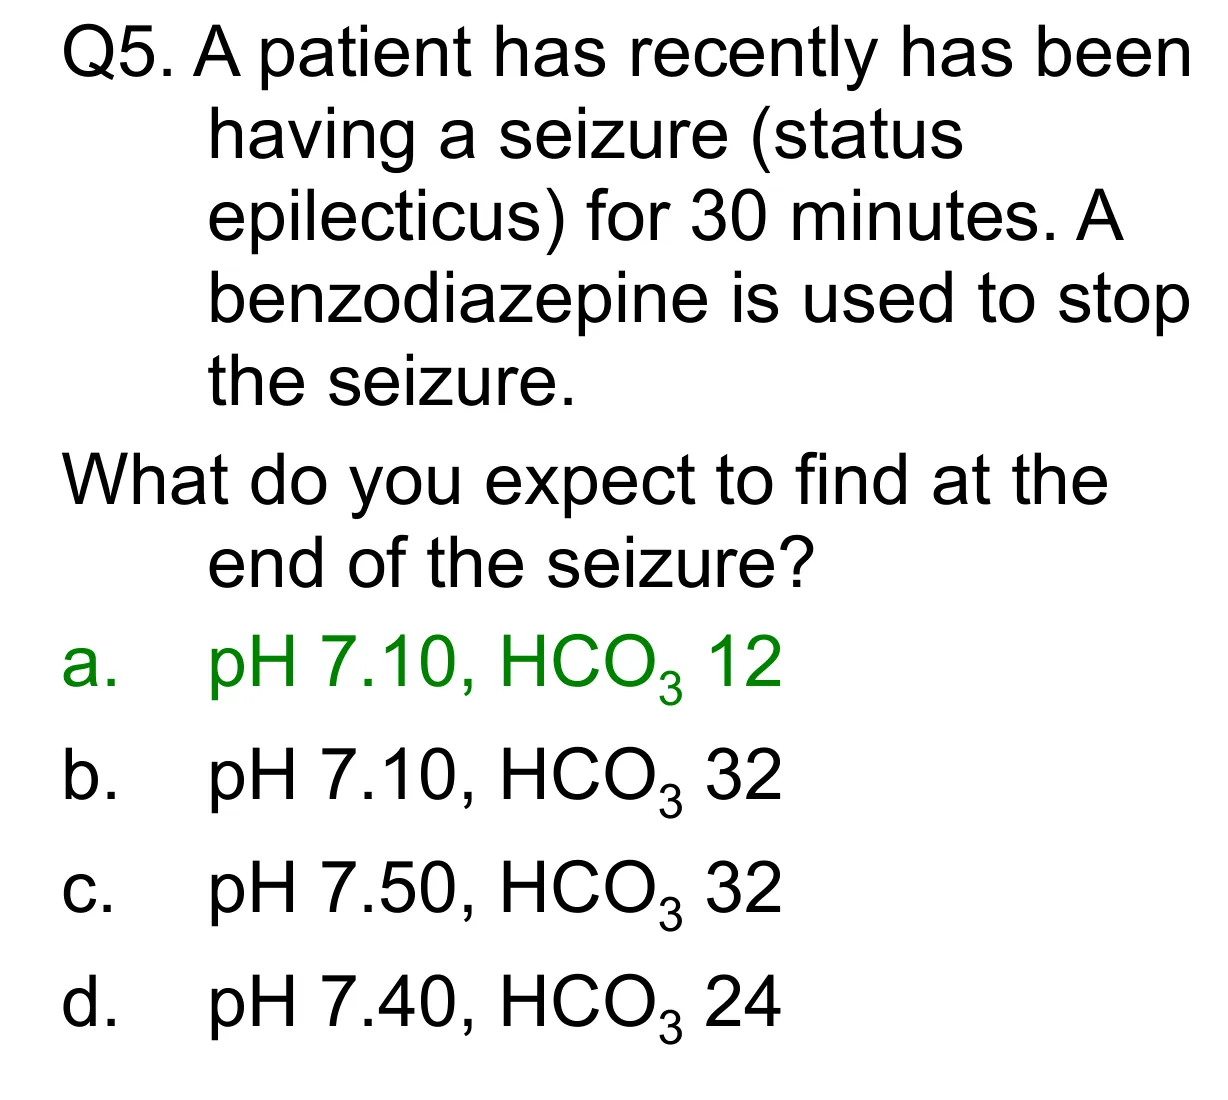 Q5. A patient has recently has been
having a seizure (status
epilecticus) for 30 minutes. A
benzodiazepine is used to stop
the seizure.
What do you expect to find at the
end of the seizure?
a. pH 7.10, HCO₃ 12
b. pH 7.10, HCO₃ 32
c. pH 7.50, HCO₃ 32
d. pH 7.40, HCO₃ 24